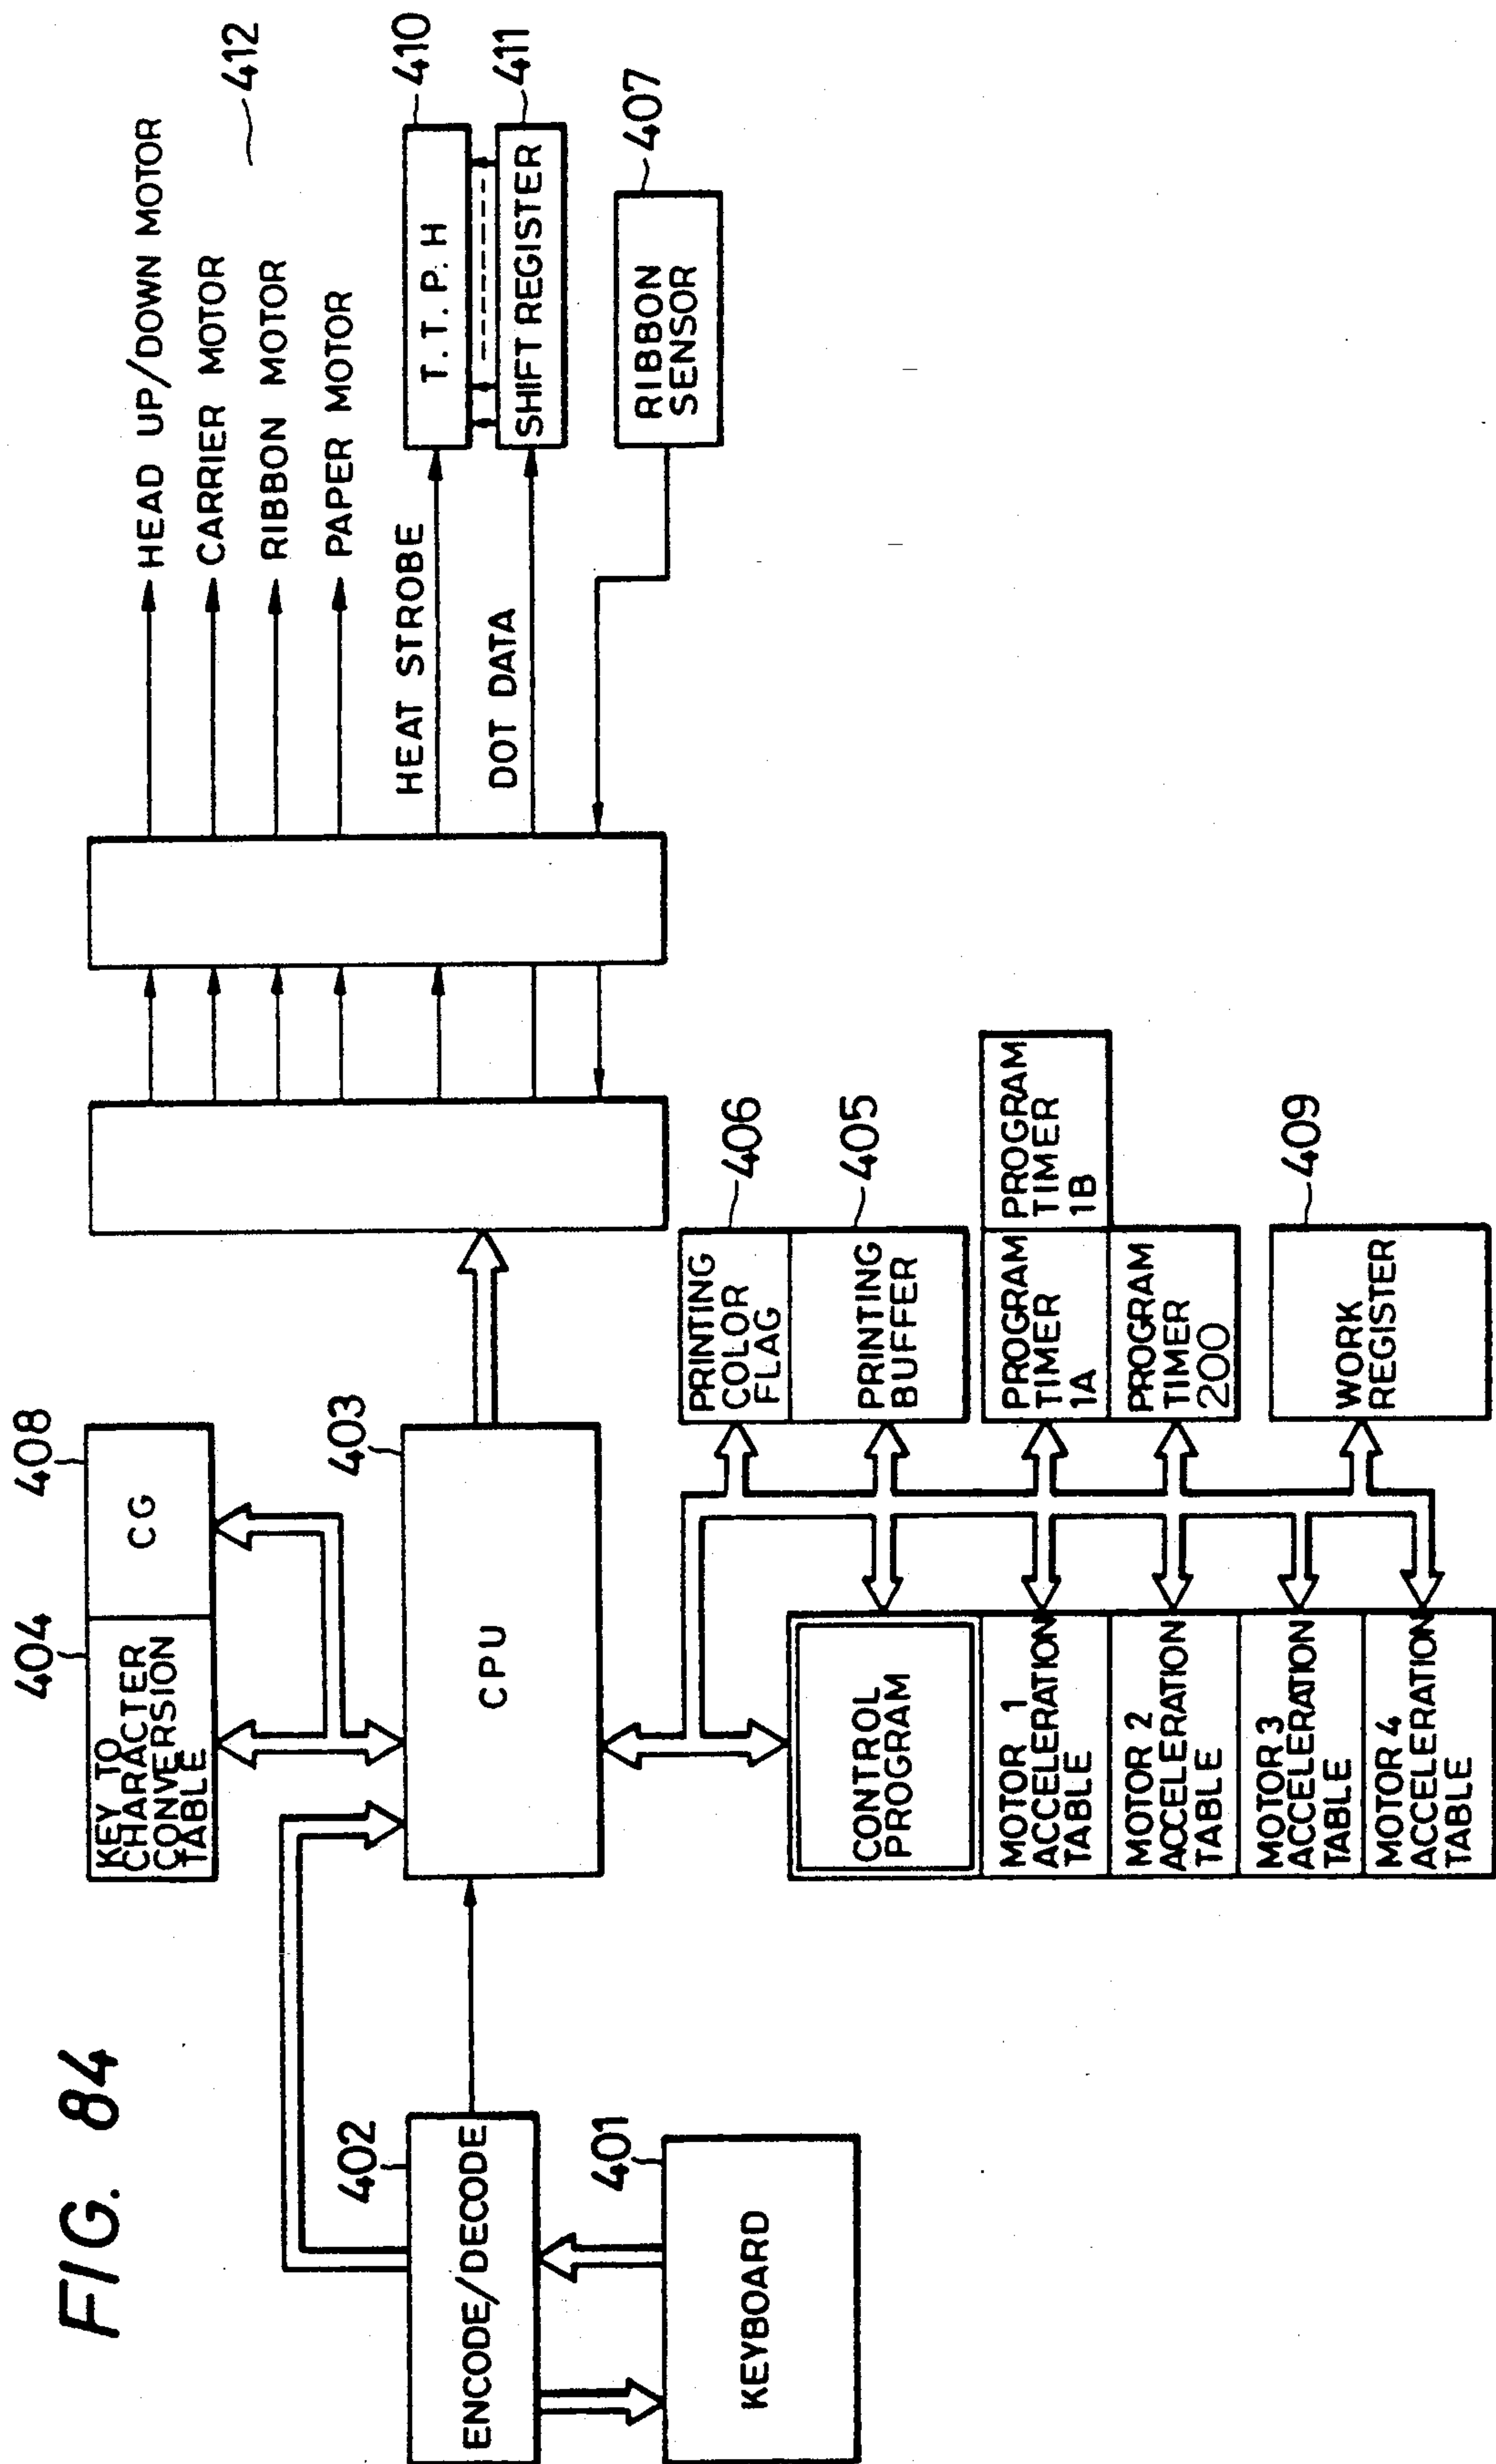 FIG. 84
412
HEAD UP/DOWN MOTOR
CARRIER MOTOR
RIBBON MOTOR
PAPER MOTOR
410
T. T. P. H
HEAT STROBE
411
SHIFT REGISTER
DOT DATA
407
RIBBON
SENSOR
404
KEY TO
CHARACTER
CONVERSION
TABLE
408
CG
403
CPU
402
ENCODE/DECODE
401
KEYBOARD
406
PRINTING
COLOR
FLAG
405
PRINTING
BUFFER
PROGRAM
TIMER
1A
PROGRAM
TIMER
1B
PROGRAM
TIMER
200
409
WORK
REGISTER
CONTROL
PROGRAM
MOTOR 1
ACCELERATION
TABLE
MOTOR 2
ACCELERATION
TABLE
MOTOR 3
ACCELERATION
TABLE
MOTOR 4
ACCELERATION
TABLE